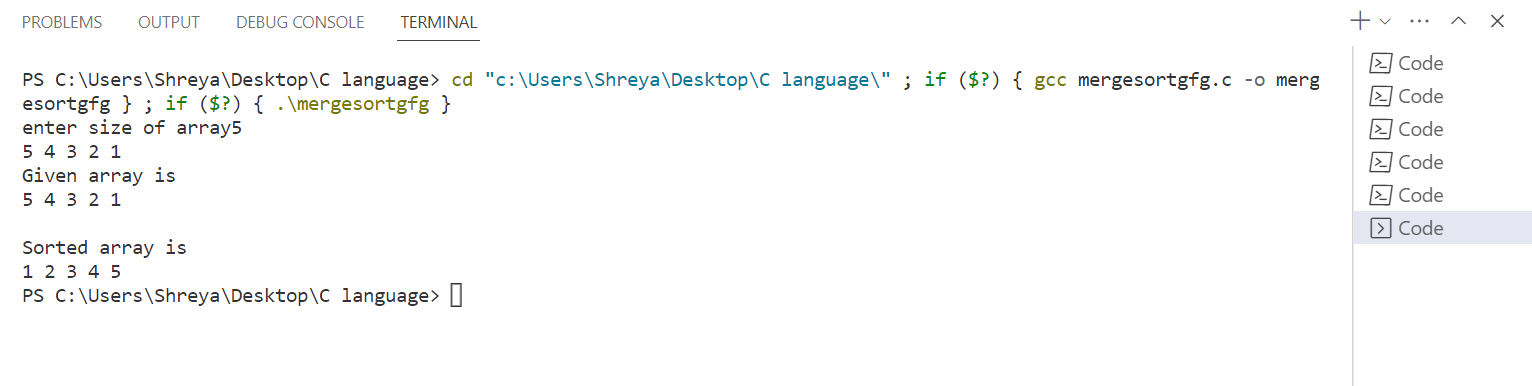 PROBLEMS OUTPUT DEBUG CONSOLE TERMINAL
PS C:\Users\Shreya\Desktop\C language> cd "c:\Users\Shreya\Desktop\C language\" ; if ($?) { gcc mergesortgfg.c -o merg
esortgfg } ; if ($?) { .\mergesortgfg }
enter size of array5
5 4 3 2 1
Given array is
5 4 3 2 1
Sorted array is
1 2 3 4 5
PS C:\Users\Shreya\Desktop\C language>
Code
Code
Code
Code
Code
Code